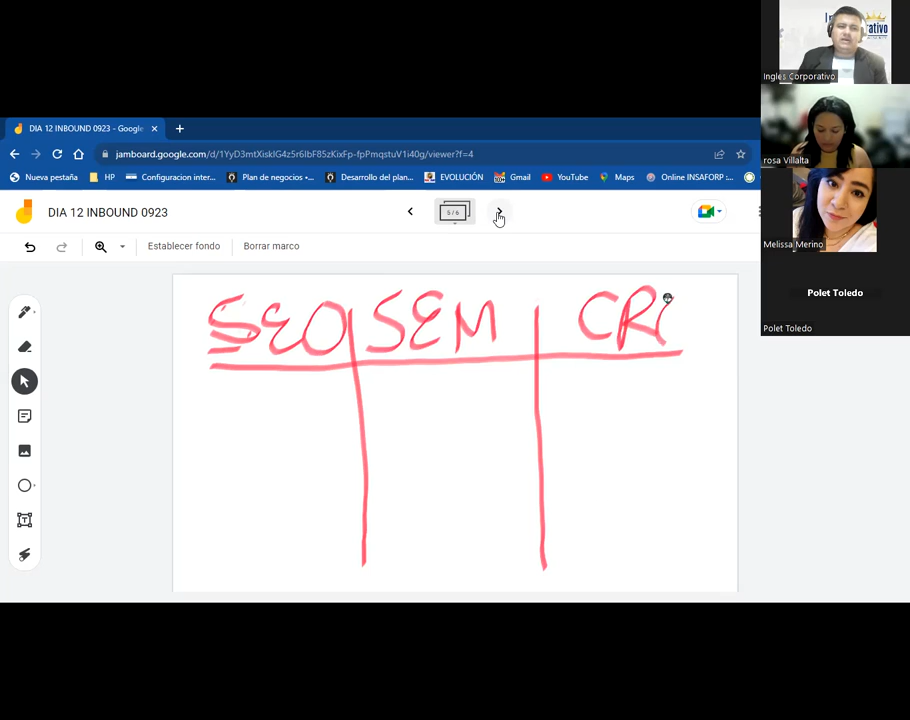 Ingles Corporativo
DIA 12 INBOUND 0923 - Google
rosa Villalta
jamboard.google.com/d/1YyD3mtXiskIG4z5r6IbF85zKixFp-fpPmqstuV1i40g/viewer?f=4
Nueva pestaña
HP
Configuracion inter...
Plan de negocios -...
Desarrollo del plan...
EVOLUCIÓN
Gmail
YouTube
Maps
Online INSAFORP :...
DIA 12 INBOUND 0923
5 / 6
Melissa Merino
Establecer fondo
Borrar marco
Polet Toledo
SEO
SEM
CR
Polet Toledo